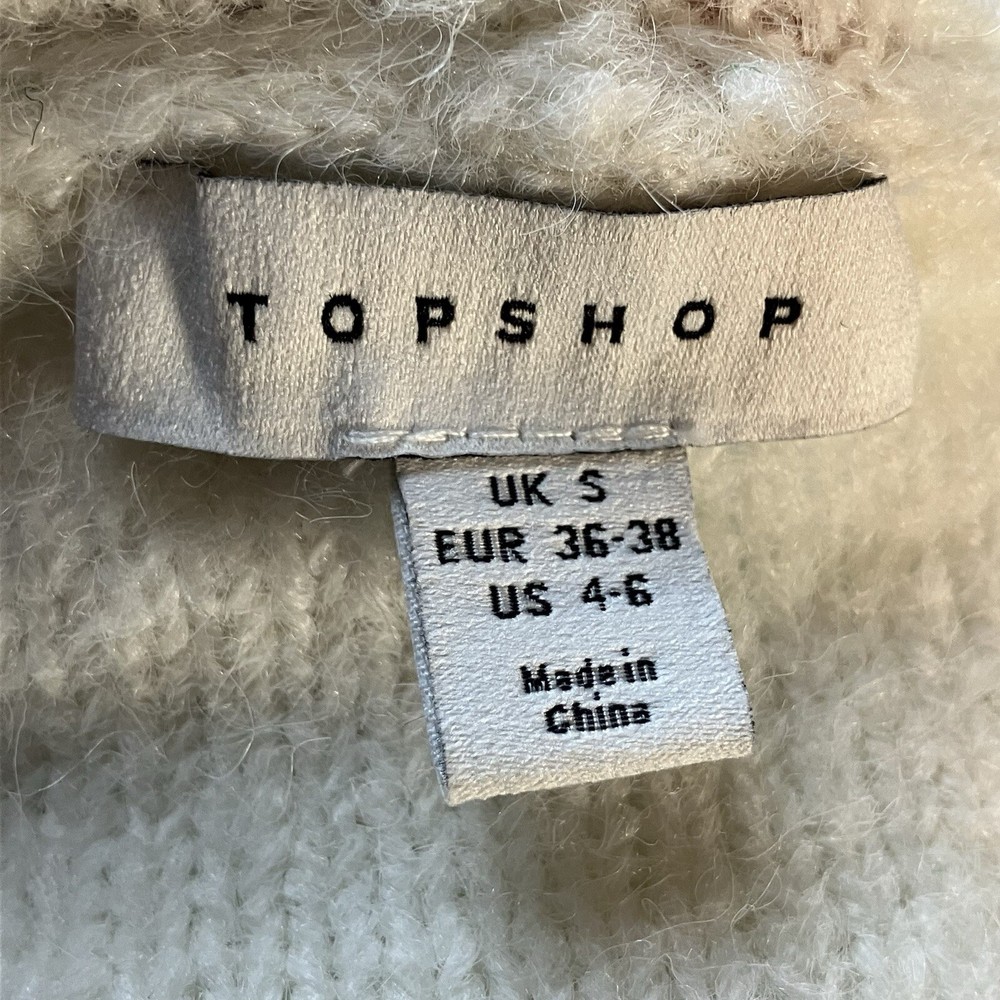 TOPSHOP
UK S
EUR 36-38
US 4-6
Made in
China